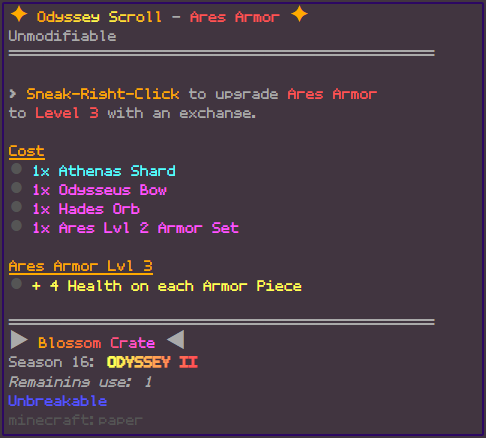 ✦ Odyssey Scroll - Ares Armor ✦
Unmodifiable
> Sneak-Right-Click to upgrade Ares Armor
to Level 3 with an exchange.
Cost
● 1x Athenas Shard
● 1x Odysseus Bow
● 1x Hades Orb
● 1x Ares Lvl 2 Armor Set
Ares Armor Lvl 3
● + 4 Health on each Armor Piece
▶ Blossom Crate ◀
Season 16: ODYSSEY II
Remaining use: 1
Unbreakable
minecraft:paper